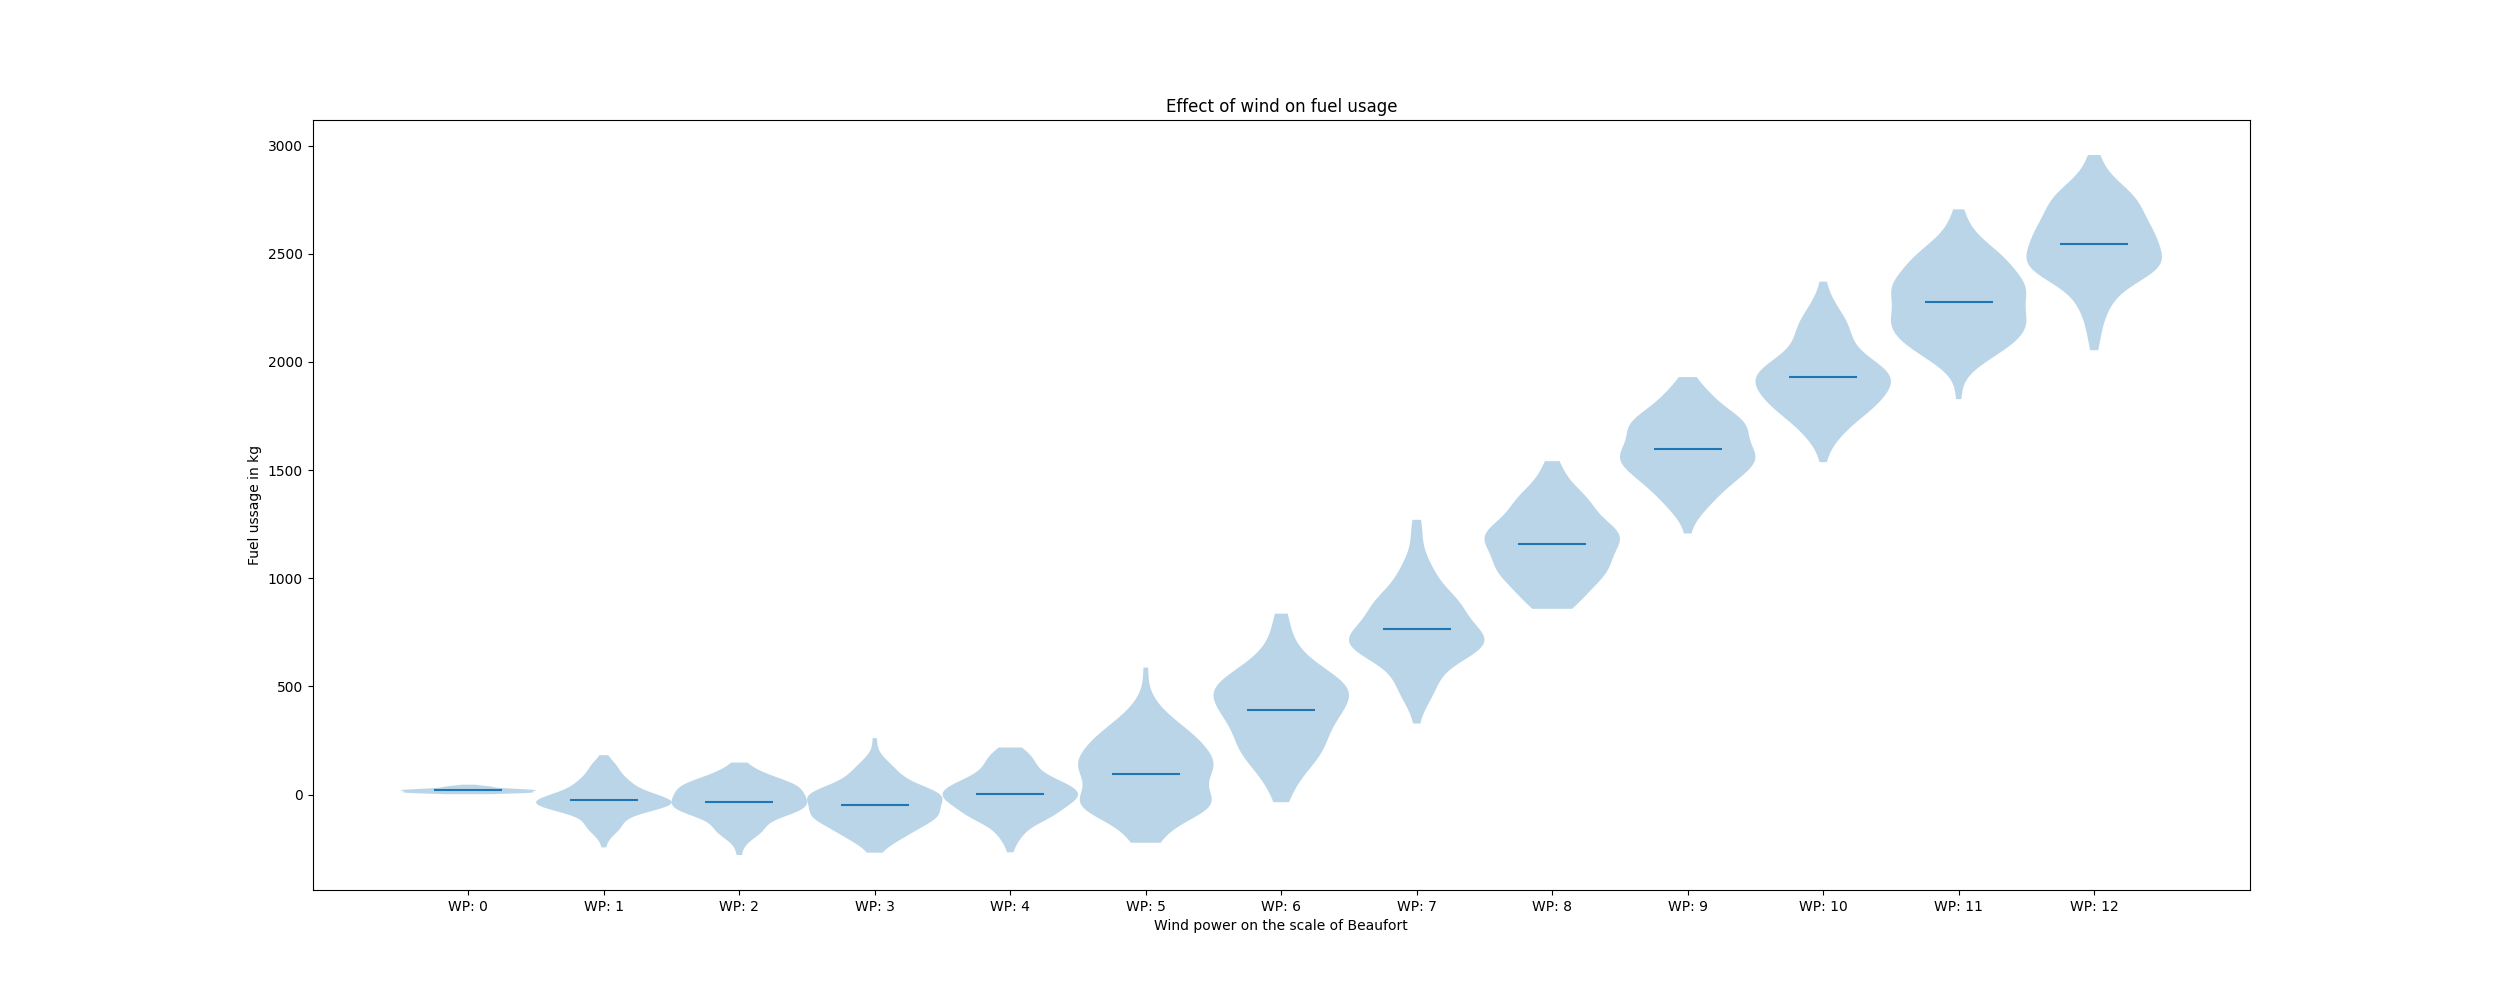 Effect of wind on fuel usage
3000
2500
2000
1500
1000
500
0
Fuel ussage in kg
WP: 0 WP: 1 WP: 2 WP: 3 WP: 4 WP: 5 WP: 6 WP: 7 WP: 8 WP: 9 WP: 10 WP: 11 WP: 12
Wind power on the scale of Beaufort